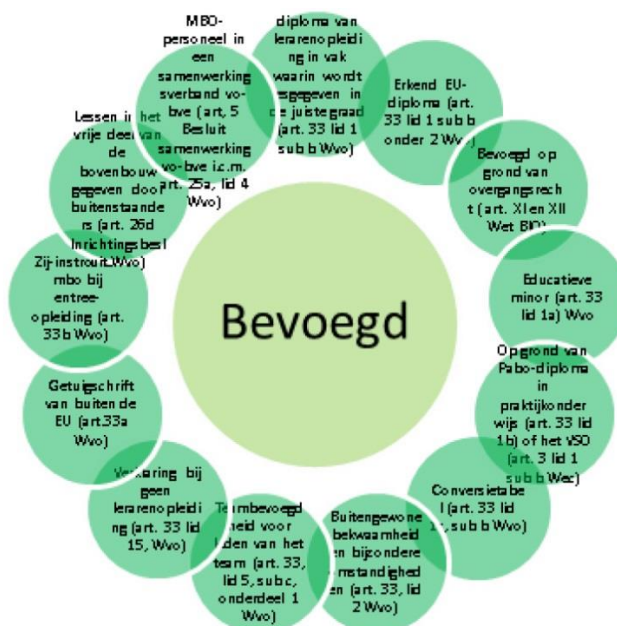 Bevoegd
diploma van
lerarenopleid
ing in vak
waarin wordt
lesgegeven in
de juiste graad
(art. 33 lid 1
sub b Wvo)
Erkend EU-
diploma (art.
33 lid 1 sub b
onder 2 Wvo)
Bevoegd op
grond van
overgangsrech
t (art. XI en XII
Wet BIO)
Educatieve
minor (art. 33
lid 1a) Wvo
Op grond van
Pabo-diploma
in
praktijkonder
wijs (art. 33 lid
1b) of het VSO
(art. 3 lid 1
sub b Wec)
Conversietabe
l (art. 33 lid
sub b Wvo)
Buitengewone
bekwaamheid
en bijzondere
omstandighed
en (art. 33, lid
2 Wvo)
Teambevoegd
heid voor
leden van het
team (art. 33,
lid 5, sub c,
onderdeel 1
Wvo)
Verklaring bij
geen
lerarenopleidi
ng (art. 33 lid
15, Wvo)
Getuigschrift
van buiten de
EU (art.33a
Wvo)
Zij-instrouit
mbo bij
entree-
opleiding (art.
33b Wvo)
Lessen in het
vrije deel van
de
bovenbouw
gegeven door
buitenstaande
rs (art. 26d
Inrichtingsbesl
Wvo)
MBO-
personeel in
een
samenwerking
sverband vo-
bve (art, 5
Besluit
samenwerking
vo-bve i.c.m.
art. 25a, lid 4
Wvo)